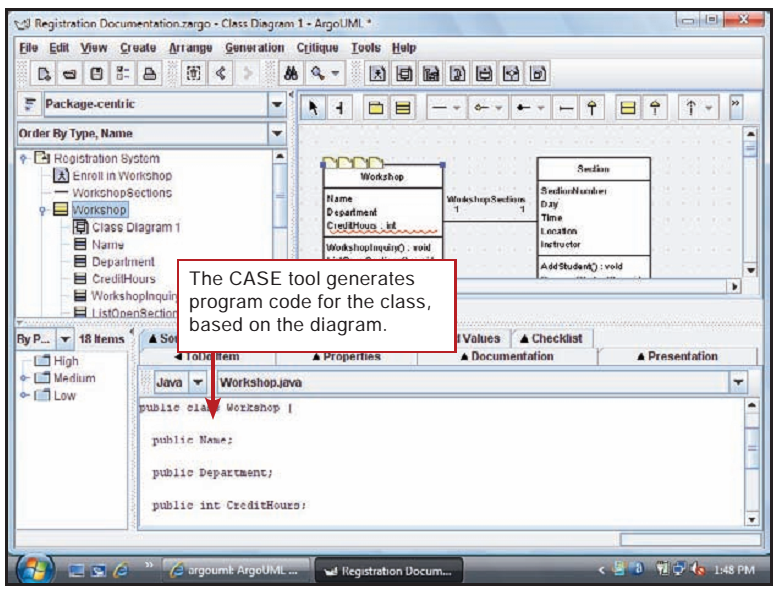 Registration Documentation.zargo - Class Diagram 1 - ArgoUML *
File Edit View Create Arrange Generation Critique Tools Help
Package-centric
Order By Type, Name
Registration System
Enroll in Workshop
WorkshopSections
Workshop
Class Diagram 1
Name
Department
CreditHours
WorkshopInquiry
ListOpenSection
Workshop
Name
Department
CreditHours : int
WorkshopInquiry() : void
WorkshopSections
1 1
Section
SectionNumber
Day
Time
Location
Instructor
AddStudent() : void
The CASE tool generates
program code for the class,
based on the diagram.
By P... 18 Items
High
Medium
Low
Values Checklist
ToDo Item Properties Documentation Presentation
Java Workshop.java
public class Workshop {
public Name;
public Department;
public int CreditHours;
argouml: ArgoUML ... Registration Docum... 1:48 PM